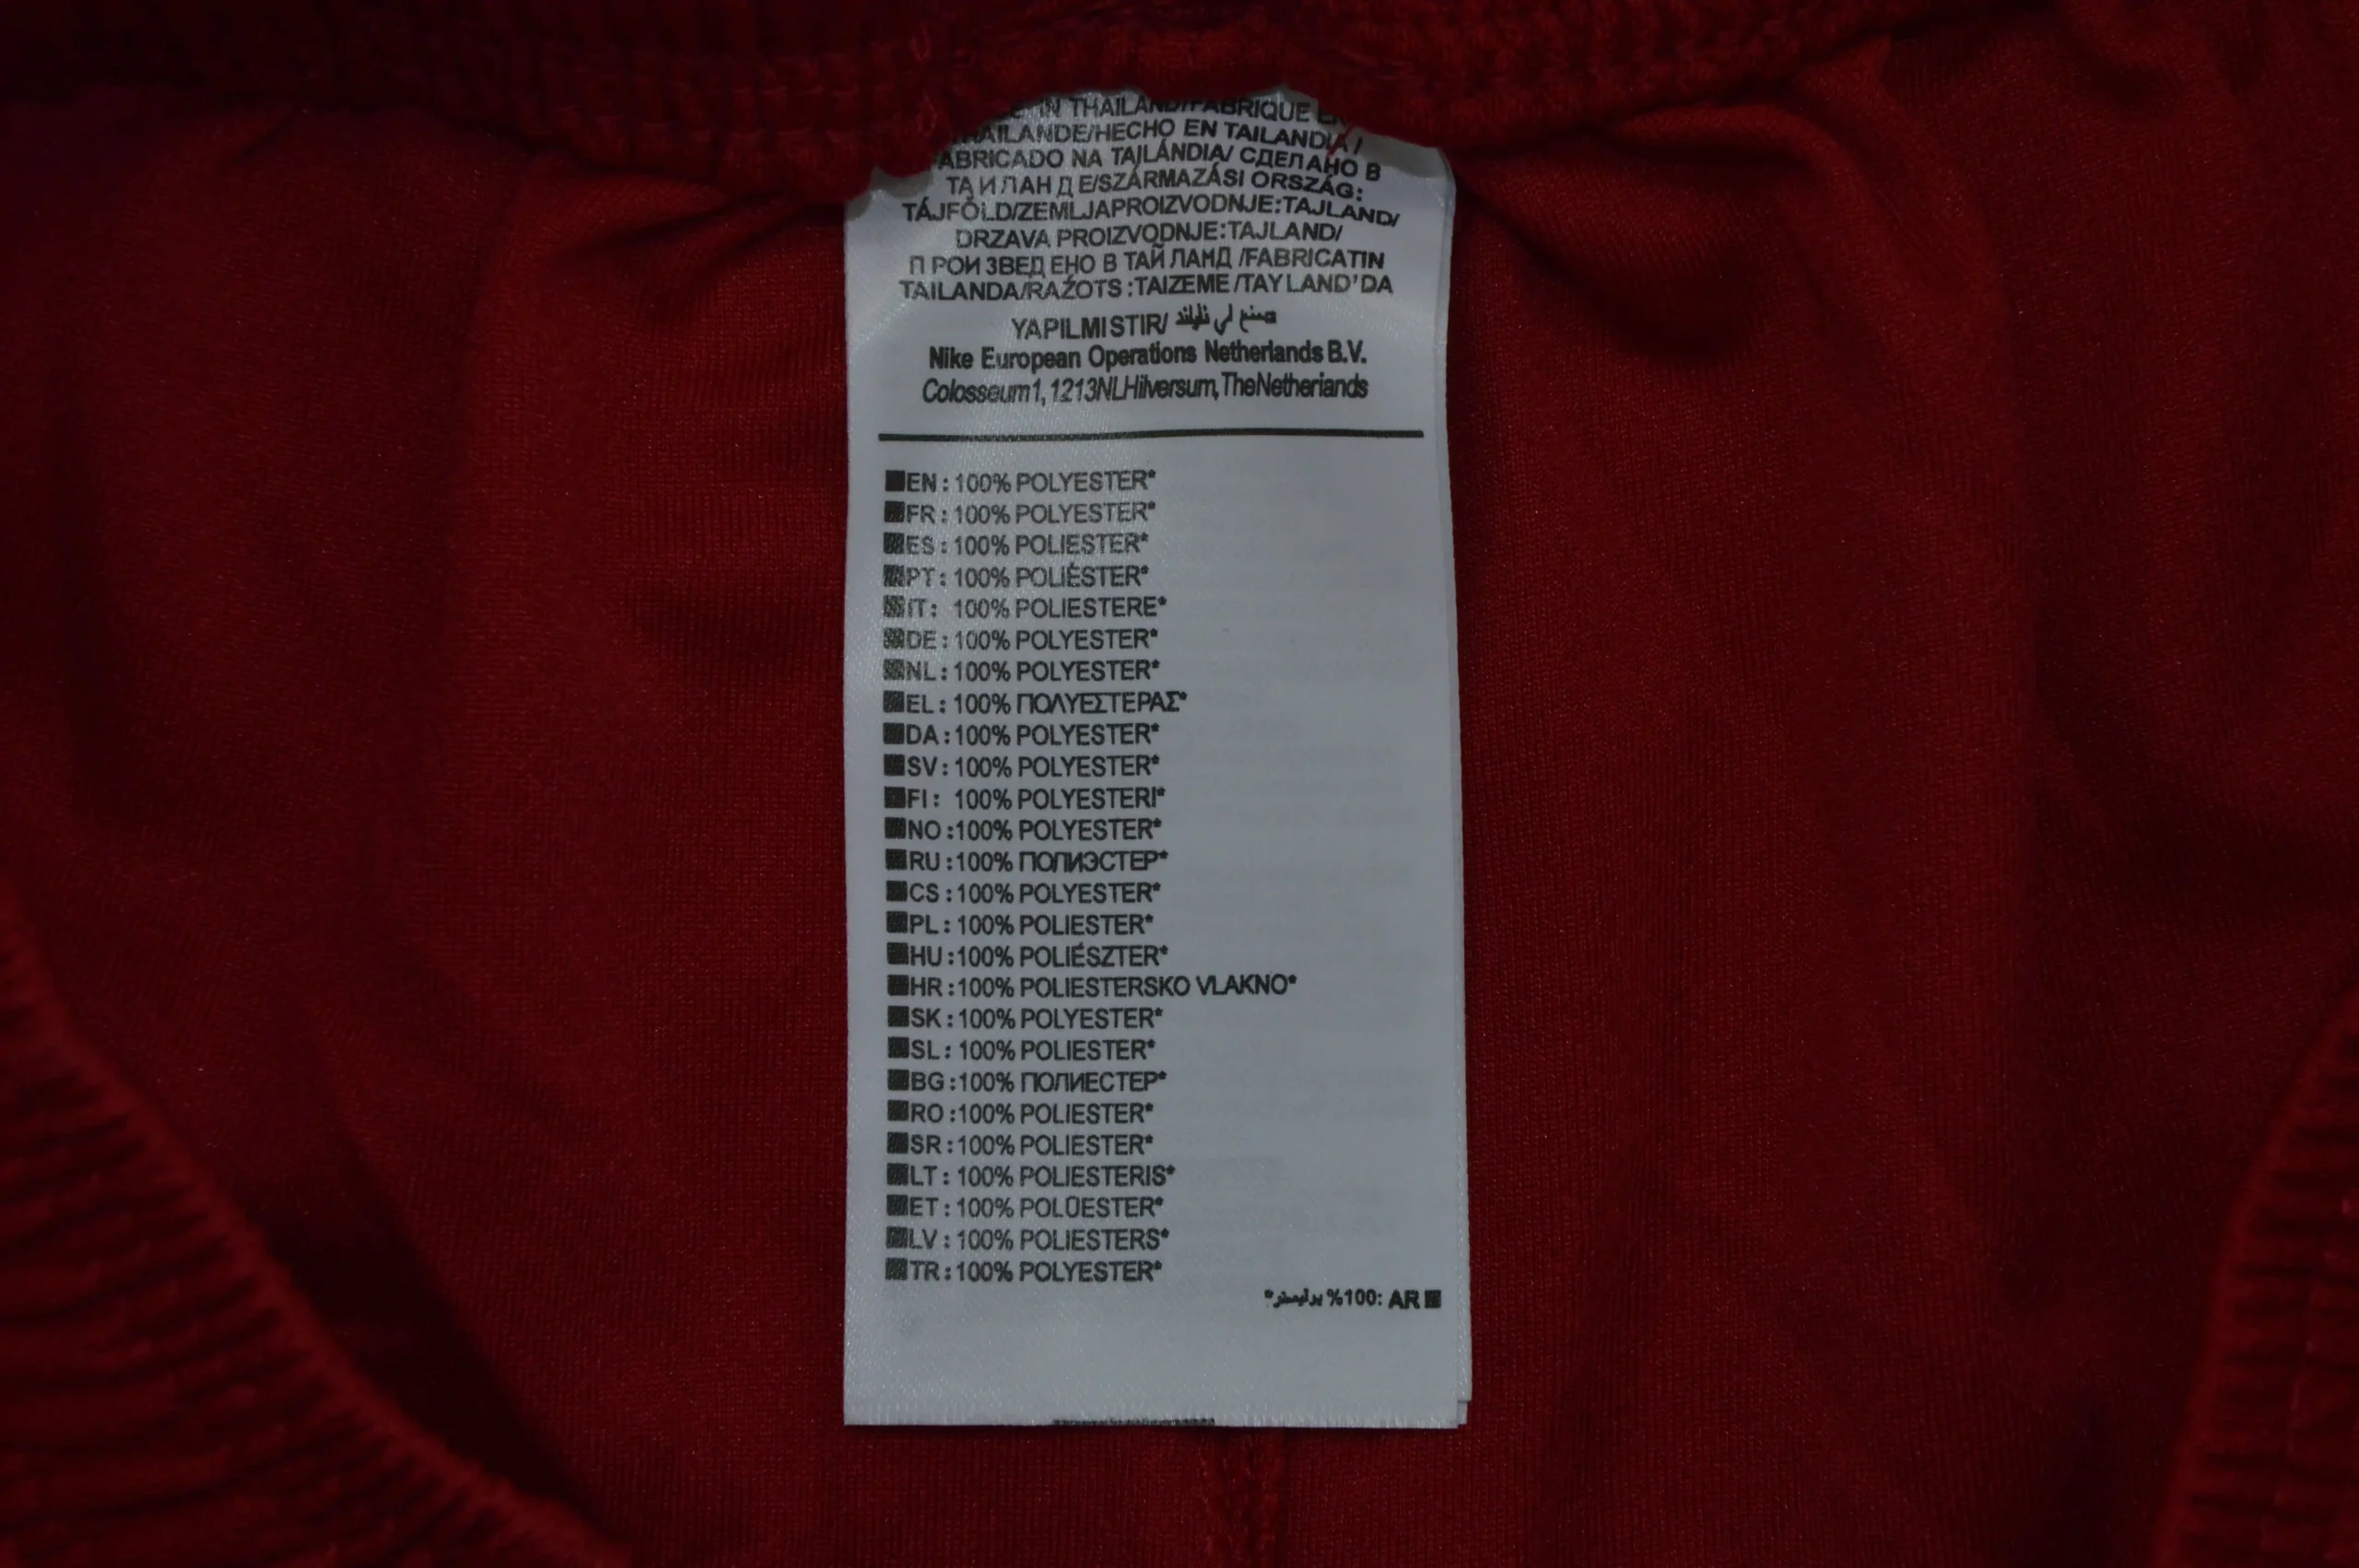 IN THAILAND/FABRIQUE EN
THAILANDE/HECHO EN TAILANDIA /
FABRICADO NA TAILÁNDIA/ СДЕЛАНО В
ТА И ЛАН Д Е/SZÁRMAZÁSI ORSZÁG:
TÁJFÖLD/ZEMLJAPROIZVODNJE:TAJLAND/
DRZAVA PROIZVODNJE:TAJLAND/
П РОИ ЗВЕД ЕНО В ТАЙ ЛАНД /FABRICATIN
TAILANDA/RAŹOTS :TAIZEME /TAY LAND'DA
YAPILMISTIR/
Nike European Operations Netherlands B.V.
Colosseum1, 1213NLHilversum,TheNetherlands
EN : 100% POLYESTER*
FR : 100% POLYESTER*
ES : 100% POLIESTER*
PT : 100% POLIÉSTER*
IT : 100% POLIESTERE*
DE : 100% POLYESTER*
NL : 100% POLYESTER*
EL : 100% ΠΟΛΥΕΣΤΕΡΑΣ*
DA : 100% POLYESTER*
SV : 100% POLYESTER*
FI : 100% POLYESTERI*
NO :100% POLYESTER*
RU :100% ПОЛИЭСТЕР*
CS :100% POLYESTER*
PL : 100% POLIESTER*
HU :100% POLIÉSZTER*
HR :100% POLIESTERSKO VLAKNO*
SK :100% POLYESTER*
SL : 100% POLIESTER*
BG :100% ПОЛИЕСТЕР*
RO :100% POLIESTER*
SR :100% POLIESTER*
LT : 100% POLIESTERIS*
ET : 100% POLÜESTER*
LV : 100% POLIESTERS*
TR :100% POLYESTER*
AR :100% بوليستر*